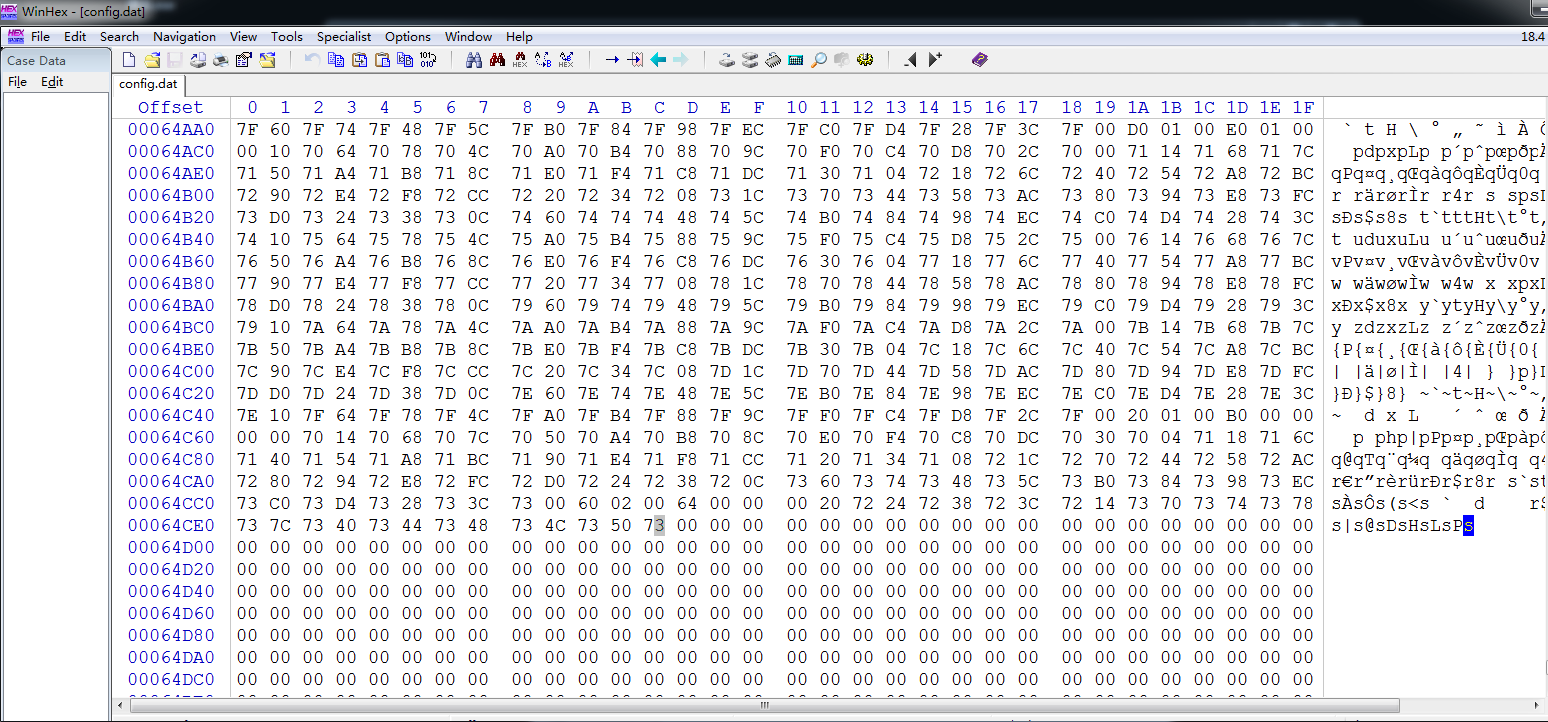 WinHex - [config.dat]
File Edit Search Navigation View Tools Specialist Options Window Help 18.4
Case Data
File Edit
config.dat
Offset 0 1 2 3 4 5 6 7 8 9 A B C D E F 10 11 12 13 14 15 16 17 18 19 1A 1B 1C 1D 1E 1F
00064AA0 7F 60 7F 74 7F 48 7F 5C 7F B0 7F 84 7F 98 7F EC 7F C0 7F D4 7F 28 7F 3C 7F 00 D0 01 00 E0 01 00
00064AC0 00 10 70 64 70 78 70 4C 70 A0 70 B4 70 88 70 9C 70 F0 70 C4 70 D8 70 2C 70 00 71 14 71 68 71 7C
00064AE0 71 50 71 A4 71 B8 71 8C 71 E0 71 F4 71 C8 71 DC 71 30 71 04 72 18 72 6C 72 40 72 54 72 A8 72 BC
00064B00 72 90 72 E4 72 F8 72 CC 72 20 72 34 72 08 73 1C 73 70 73 44 73 58 73 AC 73 80 73 94 73 E8 73 FC
00064B20 73 D0 73 24 73 38 73 0C 74 60 74 74 74 48 74 5C 74 B0 74 84 74 98 74 EC 74 C0 74 D4 74 28 74 3C
00064B40 74 10 75 64 75 78 75 4C 75 A0 75 B4 75 88 75 9C 75 F0 75 C4 75 D8 75 2C 75 00 76 14 76 68 76 7C
00064B60 76 50 76 A4 76 B8 76 8C 76 E0 76 F4 76 C8 76 DC 76 30 76 04 77 18 77 6C 77 40 77 54 77 A8 77 BC
00064B80 77 90 77 E4 77 F8 77 CC 77 20 77 34 77 08 78 1C 78 70 78 44 78 58 78 AC 78 80 78 94 78 E8 78 FC
00064BA0 78 D0 78 24 78 38 78 0C 79 60 79 74 79 48 79 5C 79 B0 79 84 79 98 79 EC 79 C0 79 D4 79 28 79 3C
00064BC0 79 10 7A 64 7A 78 7A 4C 7A A0 7A B4 7A 88 7A 9C 7A F0 7A C4 7A D8 7A 2C 7A 00 7B 14 7B 68 7B 7C
00064BE0 7B 50 7B A4 7B B8 7B 8C 7B E0 7B F4 7B C8 7B DC 7B 30 7B 04 7C 18 7C 6C 7C 40 7C 54 7C A8 7C BC
00064C00 7C 90 7C E4 7C F8 7C CC 7C 20 7C 34 7C 08 7D 1C 7D 70 7D 44 7D 58 7D AC 7D 80 7D 94 7D E8 7D FC
00064C20 7D D0 7D 24 7D 38 7D 0C 7E 60 7E 74 7E 48 7E 5C 7E B0 7E 84 7E 98 7E EC 7E C0 7E D4 7E 28 7E 3C
00064C40 7E 10 7F 64 7F 78 7F 4C 7F A0 7F B4 7F 88 7F 9C 7F F0 7F C4 7F D8 7F 2C 7F 00 20 01 00 B0 00 00
00064C60 00 00 70 14 70 68 70 7C 70 50 70 A4 70 B8 70 8C 70 E0 70 F4 70 C8 70 DC 70 30 70 04 71 18 71 6C
00064C80 71 40 71 54 71 A8 71 BC 71 90 71 E4 71 F8 71 CC 71 20 71 34 71 08 72 1C 72 70 72 44 72 58 72 AC
00064CA0 72 80 72 94 72 E8 72 FC 72 D0 72 24 72 38 72 0C 73 60 73 74 73 48 73 5C 73 B0 73 84 73 98 73 EC
00064CC0 73 C0 73 D4 73 28 73 3C 73 00 60 02 00 64 00 00 00 20 72 24 72 38 72 3C 72 14 73 70 73 74 73 78
00064CE0 73 7C 73 40 73 44 73 48 73 4C 73 50 73 00 00 00 00 00 00 00 00 00 00 00 00 00 00 00 00 00 00 00
00064D00 00 00 00 00 00 00 00 00 00 00 00 00 00 00 00 00 00 00 00 00 00 00 00 00 00 00 00 00 00 00 00 00
00064D20 00 00 00 00 00 00 00 00 00 00 00 00 00 00 00 00 00 00 00 00 00 00 00 00 00 00 00 00 00 00 00 00
00064D40 00 00 00 00 00 00 00 00 00 00 00 00 00 00 00 00 00 00 00 00 00 00 00 00 00 00 00 00 00 00 00 00
00064D60 00 00 00 00 00 00 00 00 00 00 00 00 00 00 00 00 00 00 00 00 00 00 00 00 00 00 00 00 00 00 00 00
00064D80 00 00 00 00 00 00 00 00 00 00 00 00 00 00 00 00 00 00 00 00 00 00 00 00 00 00 00 00 00 00 00 00
00064DA0 00 00 00 00 00 00 00 00 00 00 00 00 00 00 00 00 00 00 00 00 00 00 00 00 00 00 00 00 00 00 00 00
00064DC0 00 00 00 00 00 00 00 00 00 00 00 00 00 00 00 00 00 00 00 00 00 00 00 00 00 00 00 00 00 00 00 00